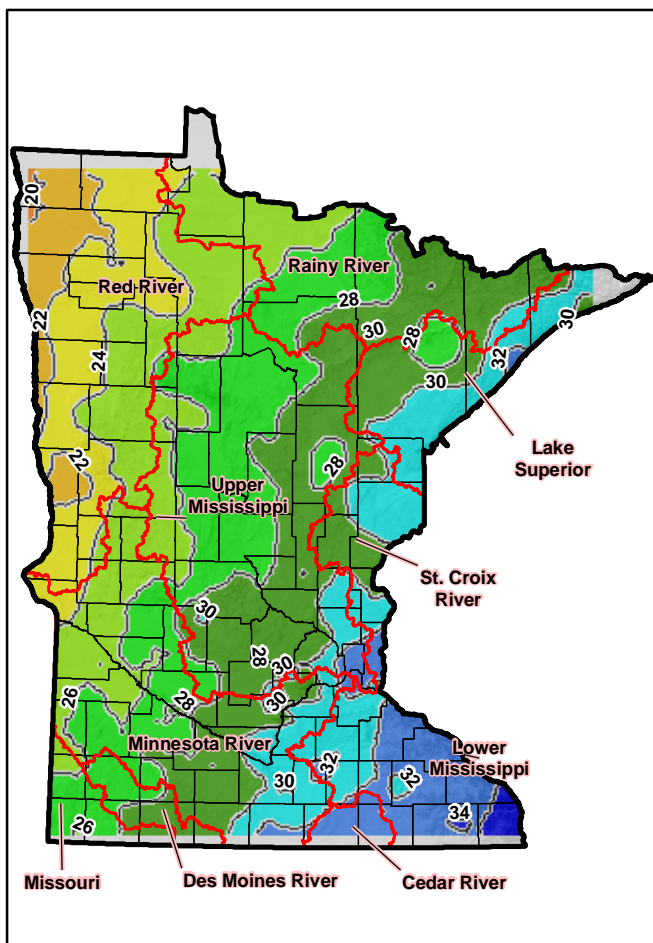 20
Rainy River
Red River
28
22
30
30
28
32
24
30
Lake
Superior
22
28
Upper
Mississippi
St. Croix
River
30
28
30
26
28
30
Minnesota River
Lower
Mississippi
32
30
32
34
26
Missouri
Des Moines River
Cedar River